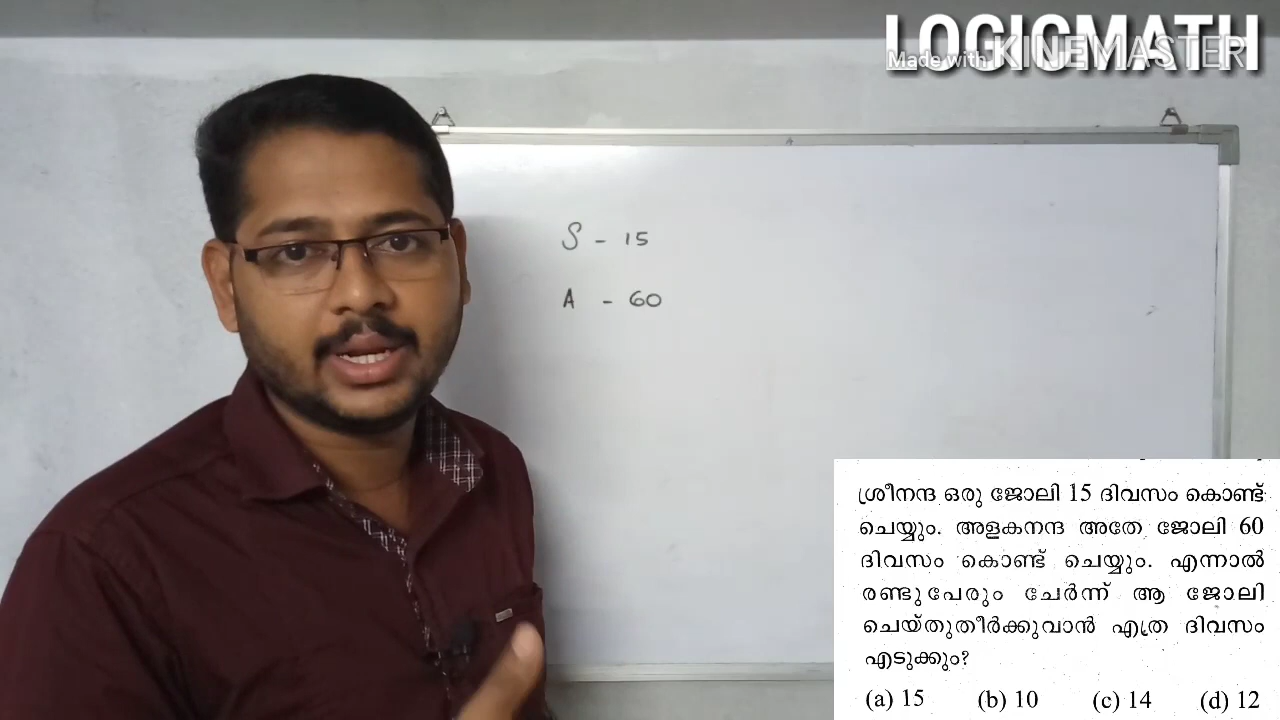 LOGICMATH
Made with KINEMASTER
S - 15
A - 60
ശ്രീനന്ദ ഒരു ജോലി 15 ദിവസം കൊണ്ട്
ചെയ്യും. അളകനന്ദ അതേ ജോലി 60
ദിവസം കൊണ്ട് ചെയ്യും. എന്നാൽ
രണ്ടുപേരും ചേർന്ന് ആ ജോലി
ചെയ്തുതീർക്കുവാൻ എത്ര ദിവസം
എടുക്കും?
(a) 15 (b) 10 (c) 14 (d) 12